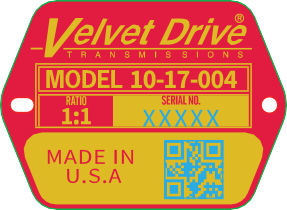 Velvet Drive®
TRANSMISSIONS
MODEL 10-17-004
RATIO SERIAL NO.
1:1 XXXXX
MADE IN
U.S.A